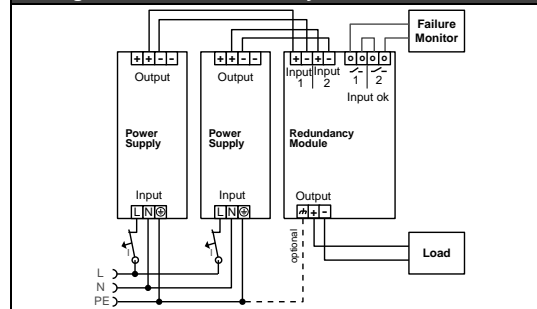 Failure
Monitor
+ + - -
+ + - -
+ - + -
Output
Output
Input
1
Input
2
1
2
Input ok
Power
Supply
Power
Supply
Redundancy
Module
Input
Input
Output
L N
L N
+ -
I
I
optional
Load
L
N
PE